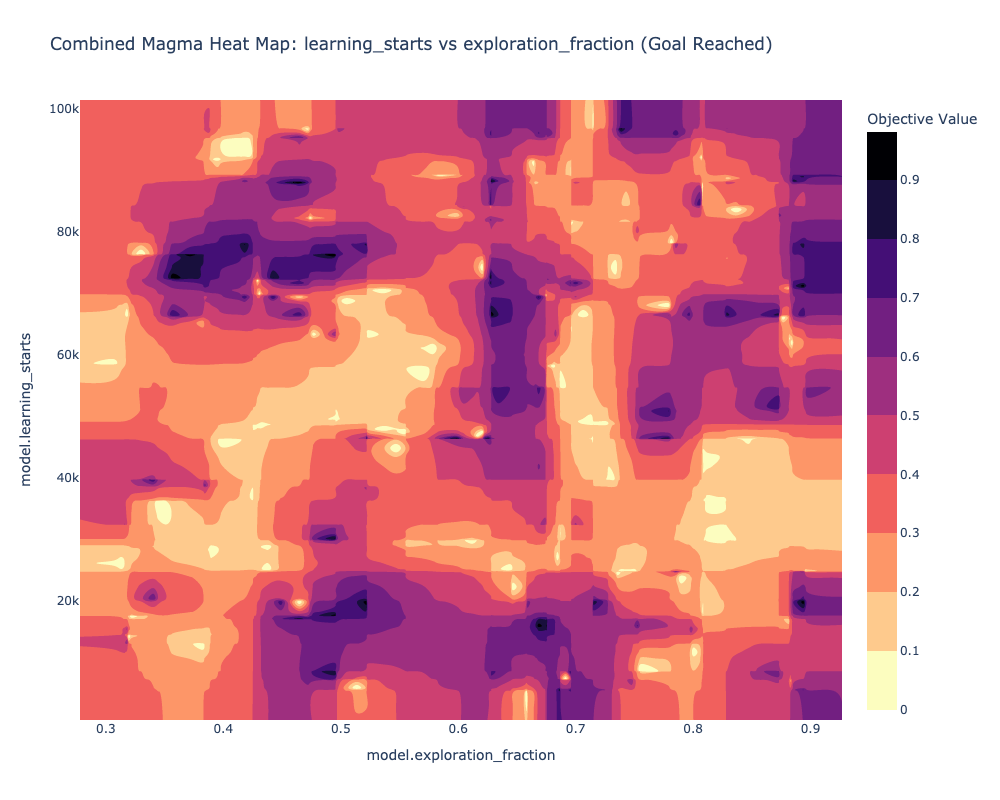 Combined Magma Heat Map: learning_starts vs exploration_fraction (Goal Reached)
Objective Value
100k
80k
60k
40k
20k
model.learning_starts
0.3
0.4
0.5
0.6
0.7
0.8
0.9
model.exploration_fraction
0.9
0.8
0.7
0.6
0.5
0.4
0.3
0.2
0.1
0